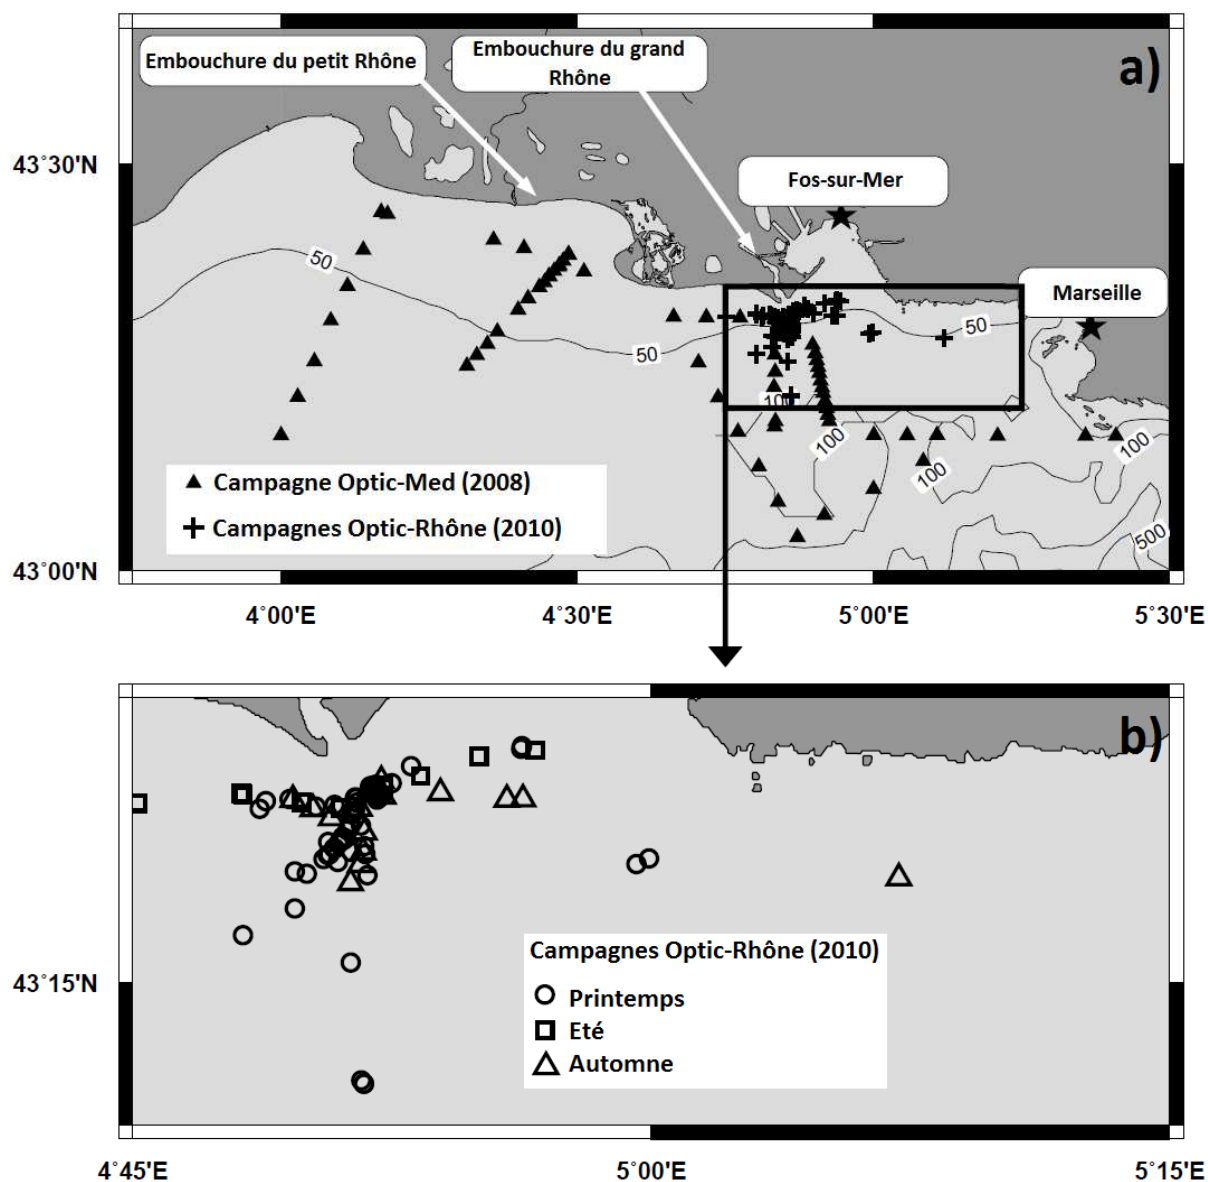 Embouchure du petit Rhône
Embouchure du grand
Rhône
a)
43°30'N
Fos-sur-Mer
Marseille
50
50
50
100
100
100
100
500
Campagne Optic-Med (2008)
Campagnes Optic-Rhône (2010)
43°00'N
4°00'E
4°30'E
5°00'E
5°30'E
b)
43°15'N
Campagnes Optic-Rhône (2010)
Printemps
Eté
Automne
4°45'E
5°00'E
5°15'E